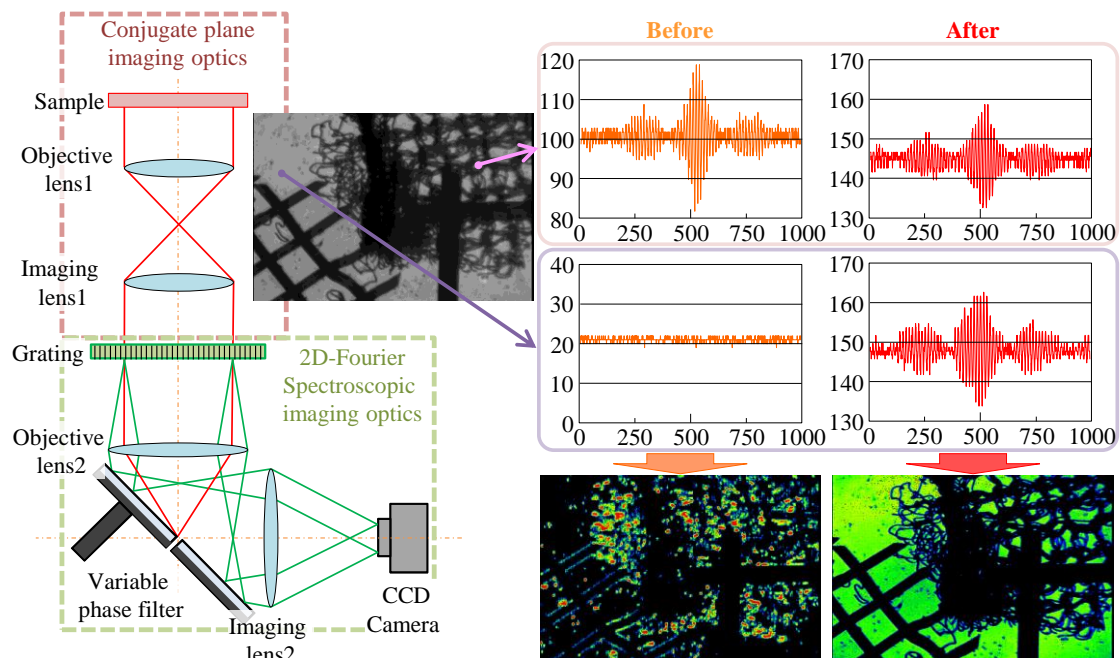 Conjugate plane
imaging optics
Sample
Objective
lens1
Imaging
lens1
Grating
2D-Fourier
Spectroscopic
imaging optics
Objective
lens2
Variable
phase filter
Imaging
lens2
CCD
Camera
Before
After
120
110
100
90
80
0 250 500 750 1000
170
160
150
140
130
0 250 500 750 1000
40
30
20
10
0
0 250 500 750 1000
170
160
150
140
130
0 250 500 750 1000